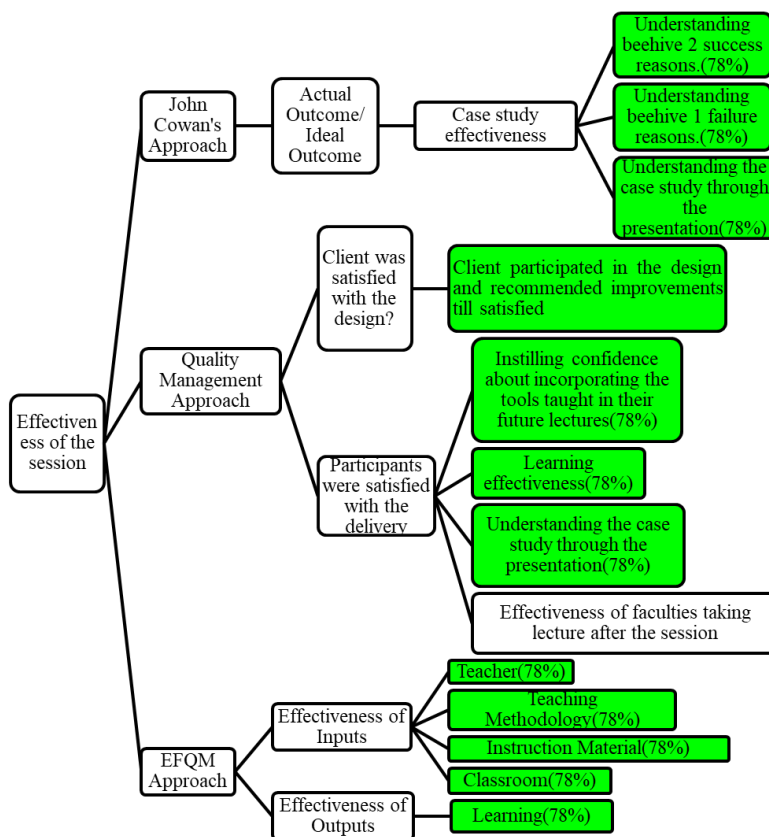 Effectiven
ess of the
session
John
Cowan's
Approach
Actual
Outcome/
Ideal
Outcome
Case study
effectiveness
Understanding
beehive 2 success
reasons.(78%)
Understanding
beehive 1 failure
reasons.(78%)
Understanding the
case study through
the
presentation(78%)
Quality
Management
Approach
Client was
satisfied
with the
design?
Client participated in the design
and recommended improvements
till satisfied
Participants
were satisfied
with the
delivery
Instilling confidence
about incorporating the
tools taught in their
future lectures(78%)
Learning
effectiveness(78%)
Understanding the case
study through the
presentation(78%)
Effectiveness of faculties taking
lecture after the session
EFQM
Approach
Effectiveness of
Inputs
Teacher(78%)
Teaching
Methodology(78%)
Instruction Material(78%)
Classroom(78%)
Effectiveness of
Outputs
Learning(78%)